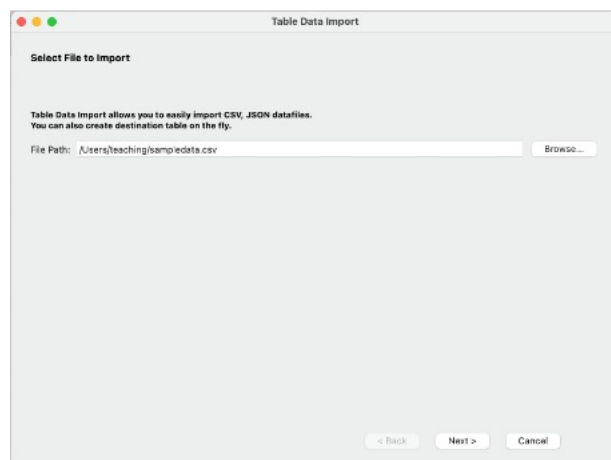 Table Data Import
Select File to Import
Table Data Import allows you to easily import CSV, JSON datafiles.
You can also create destination table on the fly.
File Path: /Users/teaching/sampledata.csv Browse...
< Back Next > Cancel